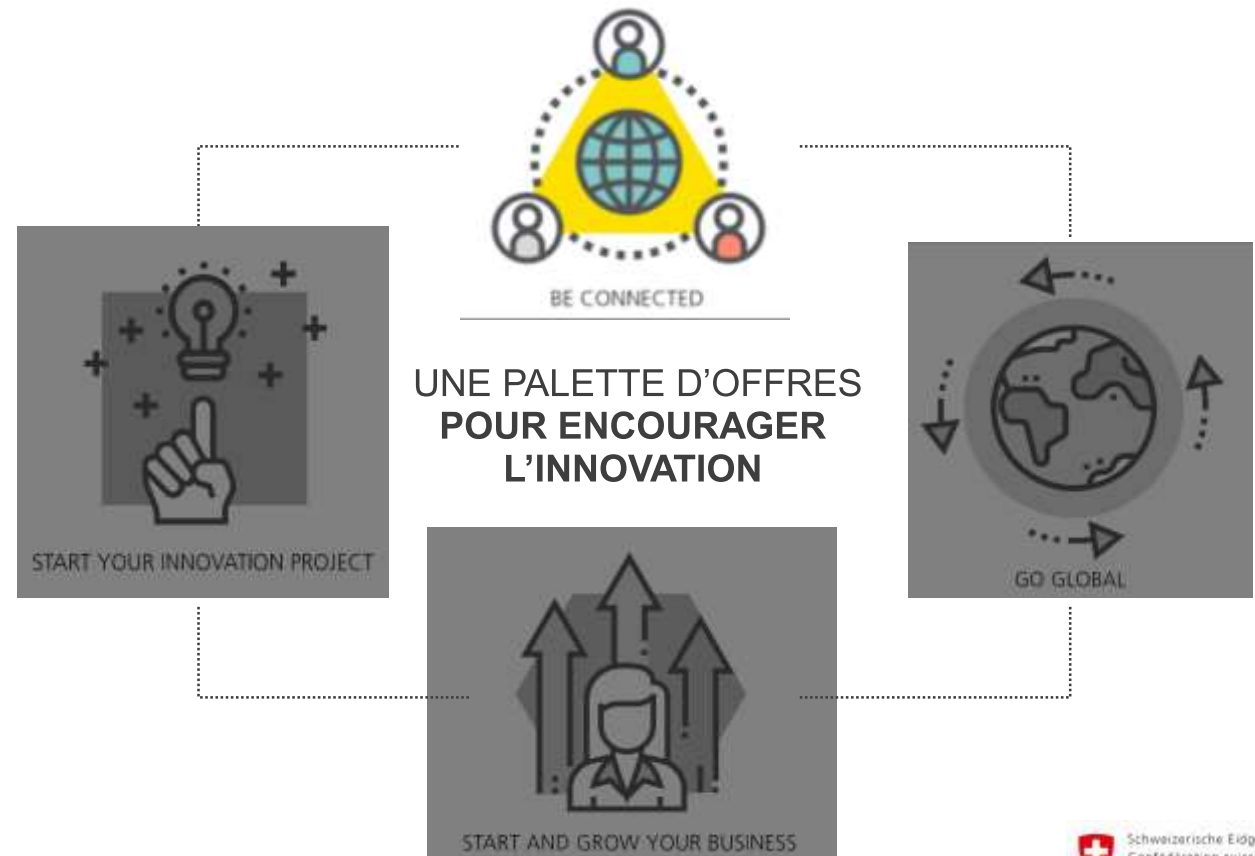 BE CONNECTED
UNE PALETTE D’OFFRES
POUR ENCOURAGER
L’INNOVATION
START YOUR INNOVATION PROJECT
GO GLOBAL
START AND GROW YOUR BUSINESS
Schweizerische